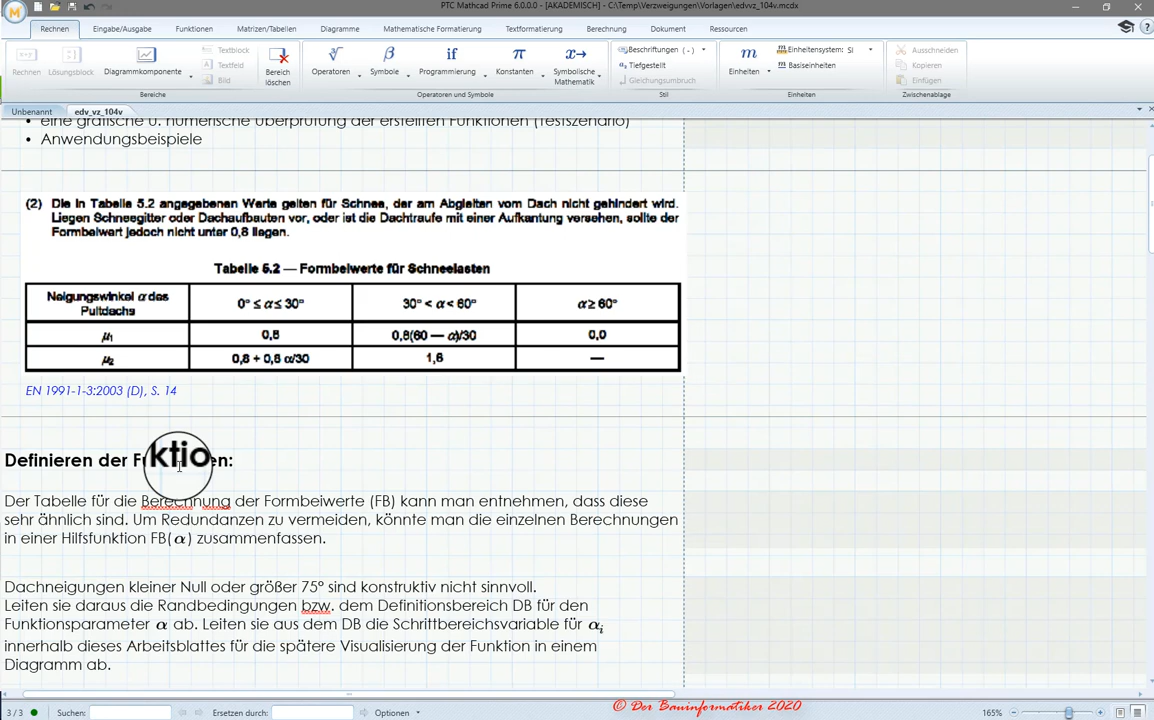 PTC Mathcad Prime 6.0.0.0 - [AKADEMISCH] C:\Temp\Verzweigungen\Vorlagen\edvvz_104v.mcdx
Rechnen Eingabe/Ausgabe Funktionen Matrizen/Tabellen Diagramme Mathematische Formatierung Textformatierung Berechnung Dokument Ressourcen
Rechnen Lösungsblock Diagrammkomponente Textblock Textfeld Bild Bereich löschen
Operatoren Symbole Programmierung Konstanten Symbolische Mathematik
Beschriftungen ( - ) Tiefgestellt Gleichungsumbruch
Einheiten Einheitensystem: SI Basiseinheiten
Ausschneiden Kopieren Einfügen
Bereiche Operatoren und Symbole Stil Einheiten Zwischenablage
Unbenannt edv_vz_104v
• eine grafische u. numerische Überprüfung der erstellten Funktionen (Testszenario)
• Anwendungsbeispiele
(2) Die in Tabelle 5.2 angegebenen Werte gelten für Schnee, der am Abgleiten vom Dach nicht gehindert wird.
Liegen Schneegitter oder Dachaufbauten vor, oder ist die Dachtraufe mit einer Aufkantung versehen, sollte der
Formbeiwert jedoch nicht unter 0,8 liegen.
Tabelle 5.2 — Formbeiwerte für Schneelasten
Neigungswinkel α des Pultdachs 0° ≤ α ≤ 30° 30° < α < 60° α ≥ 60°
μ₁ 0,8 0,8(60 — α)/30 0,0
μ₂ 0,8 + 0,8 α/30 1,6 —
EN 1991-1-3:2003 (D), S. 14
Definieren der Funktionen:
Der Tabelle für die Berechnung der Formbeiwerte (FB) kann man entnehmen, dass diese
sehr ähnlich sind. Um Redundanzen zu vermeiden, könnte man die einzelnen Berechnungen
in einer Hilfsfunktion FB(α) zusammenfassen.
Dachneigungen kleiner Null oder größer 75° sind konstruktiv nicht sinnvoll.
Leiten sie daraus die Randbedingungen bzw. dem Definitionsbereich DB für den
Funktionsparameter α ab. Leiten sie aus dem DB die Schrittbereichsvariable für αᵢ
innerhalb dieses Arbeitsblattes für die spätere Visualisierung der Funktion in einem
Diagramm ab.
3 / 3 Suchen: Ersetzen durch: Optionen © Der Bauinformatiker 2020 165%